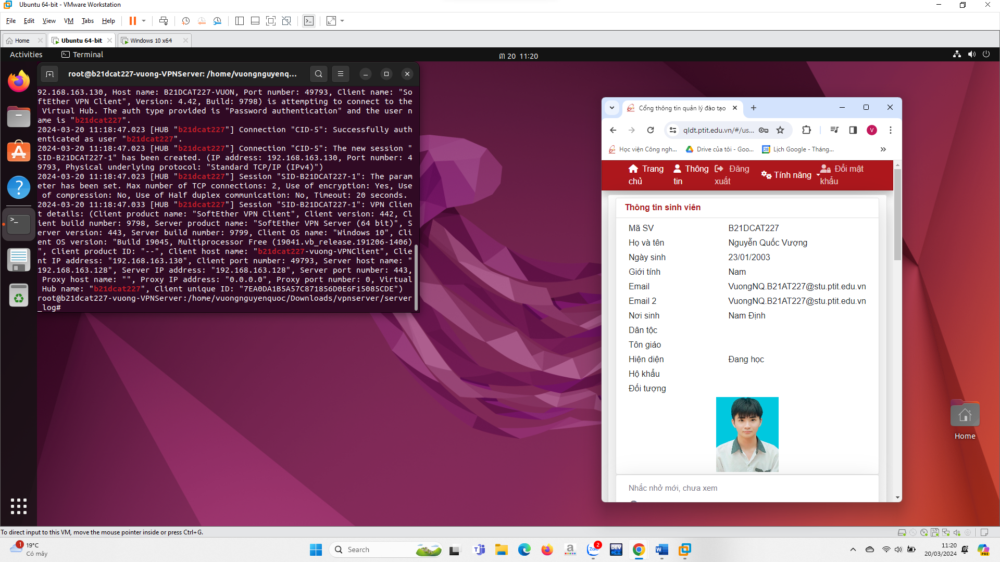 Ubuntu 64-bit - VMware Workstation
File Edit View VM Tabs Help
Home
Ubuntu 64-bit
Windows 10 x64
Activities
Terminal
20 11:20
root@b21dcat227-vuong-VPNServer: /home/vuongnguyenq...
92.168.163.130, Host name: B21DCAT227-VUON, Port number: 49793, Client name: "So
ftEther VPN Client", Version: 4.42, Build: 9798) is attempting to connect to the
Virtual Hub. The auth type provided is "Password authentication" and the user n
ame is "b21dcat227".
2024-03-20 11:18:47.023 [HUB "b21dcat227"] Connection "CID-5": Successfully auth
enticated as user "b21dcat227".
2024-03-20 11:18:47.023 [HUB "b21dcat227"] Connection "CID-5": The new session "
SID-B21DCAT227-1" has been created. (IP address: 192.168.163.130, Port number: 4
9793, Physical underlying protocol: "Standard TCP/IP (IPv4)")
2024-03-20 11:18:47.023 [HUB "b21dcat227"] Session "SID-B21DCAT227-1": The param
eter has been set. Max number of TCP connections: 2, Use of encryption: Yes, Use
of compression: No, Use of Half duplex communication: No, Timeout: 20 seconds.
2024-03-20 11:18:47.033 [HUB "b21dcat227"] Session "SID-B21DCAT227-1": VPN Clien
t details: (Client product name: "SoftEther VPN Client", Client version: 442, Cl
ient build number: 9798, Server product name: "SoftEther VPN Server (64 bit)", S
erver version: 443, Server build number: 9799, Client OS name: "Windows 10", Cli
ent OS version: "Build 19045, Multiprocessor Free (19041.vb_release.191206-1406)
", Client product ID: "--", Client host name: "b21dcat227-vuong-VPNClient", Clie
nt IP address: "192.168.163.130", Client port number: 49793, Server host name: "
192.168.163.128", Server IP address: "192.168.163.128", Server port number: 443,
Proxy host name: "", Proxy IP address: "0.0.0.0", Proxy port number: 0, Virtual
Hub name: "b21dcat227", Client unique ID: "7EA0DA1B5A57C871856D0E6F15085CDE")
root@b21dcat227-vuong-VPNServer:/home/vuongnguyenquoc/Downloads/vpnserver/server
_log#
Cổng thông tin quản lý đào tạo
qldt.ptit.edu.vn/#/us...
V
Học viện Công ngh...
Drive của tôi - Goo...
28
Lịch Google - Tháng...
Trang chủ
Thông tin
Đăng xuất
Tính năng
Đổi mật khẩu
Thông tin sinh viên
Mã SV B21DCAT227
Họ và tên Nguyễn Quốc Vượng
Ngày sinh 23/01/2003
Giới tính Nam
Email VuongNQ.B21AT227@stu.ptit.edu.vn
Email 2 VuongNQ.B21AT227@stu.ptit.edu.vn
Nơi sinh Nam Định
Dân tộc
Tôn giáo
Hiện diện Đang học
Hộ khẩu
Đối tượng
Nhắc nhở mới, chưa xem
Home
To direct input to this VM, move the mouse pointer inside or press Ctrl+G.
1
19°C
Có mây
Search
a
Zalo
2
DEV
PRE
11:20
20/03/2024